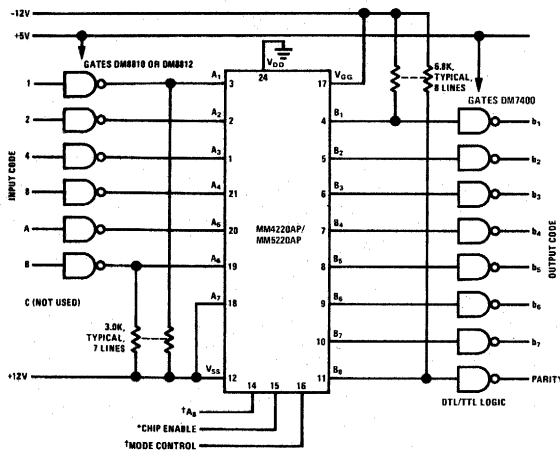 -12V
+5V
GATES DM8810 OR DM8812
VDD
24
6.8K,
TYPICAL,
8 LINES
GATES DM7400
INPUT CODE
OUTPUT CODE
1 A1 3
2 A2 2
4 A3 1
8 A4 21
A A5 20
B A6 19
C (NOT USED) A7 18
3.0K,
TYPICAL,
7 LINES
+12V VSS 12
MM4220AP/
MM5220AP
17 VGG
4 B1 b1
5 B2 b2
6 B3 b3
7 B4 b4
8 B5 b5
9 B6 b6
10 B7 b7
11 B8 PARITY
DTL/TTL LOGIC
14 15 16
†A8
*CHIP ENABLE
†MODE CONTROL